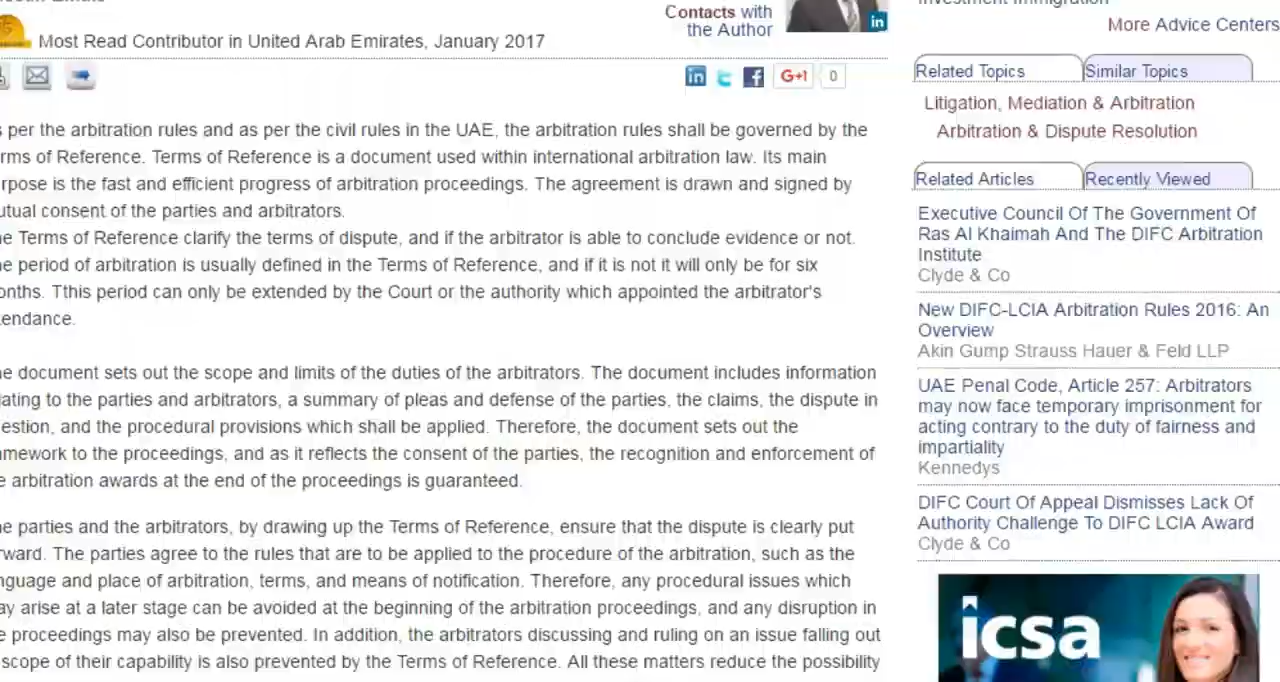 Contacts with
the Author
in
Most Read Contributor in United Arab Emirates, January 2017
in
f
G+1
0
per the arbitration rules and as per the civil rules in the UAE, the arbitration rules shall be governed by the
rms of Reference. Terms of Reference is a document used within international arbitration law. Its main
rpose is the fast and efficient progress of arbitration proceedings. The agreement is drawn and signed by
utual consent of the parties and arbitrators.
e Terms of Reference clarify the terms of dispute, and if the arbitrator is able to conclude evidence or not.
e period of arbitration is usually defined in the Terms of Reference, and if it is not it will only be for six
onths. Tthis period can only be extended by the Court or the authority which appointed the arbitrator's
endance.
e document sets out the scope and limits of the duties of the arbitrators. The document includes information
ating to the parties and arbitrators, a summary of pleas and defense of the parties, the claims, the dispute in
estion, and the procedural provisions which shall be applied. Therefore, the document sets out the
mework to the proceedings, and as it reflects the consent of the parties, the recognition and enforcement of
e arbitration awards at the end of the proceedings is guaranteed.
e parties and the arbitrators, by drawing up the Terms of Reference, ensure that the dispute is clearly put
rward. The parties agree to the rules that are to be applied to the procedure of the arbitration, such as the
nguage and place of arbitration, terms, and means of notification. Therefore, any procedural issues which
ay arise at a later stage can be avoided at the beginning of the arbitration proceedings, and any disruption in
e proceedings may also be prevented. In addition, the arbitrators discussing and ruling on an issue falling out
scope of their capability is also prevented by the Terms of Reference. All these matters reduce the possibility
More Advice Centers
Related Topics
Similar Topics
Litigation, Mediation & Arbitration
Arbitration & Dispute Resolution
Related Articles
Recently Viewed
Executive Council Of The Government Of
Ras Al Khaimah And The DIFC Arbitration
Institute
Clyde & Co
New DIFC-LCIA Arbitration Rules 2016: An
Overview
Akin Gump Strauss Hauer & Feld LLP
UAE Penal Code, Article 257: Arbitrators
may now face temporary imprisonment for
acting contrary to the duty of fairness and
impartiality
Kennedys
DIFC Court Of Appeal Dismisses Lack Of
Authority Challenge To DIFC LCIA Award
Clyde & Co
icsa